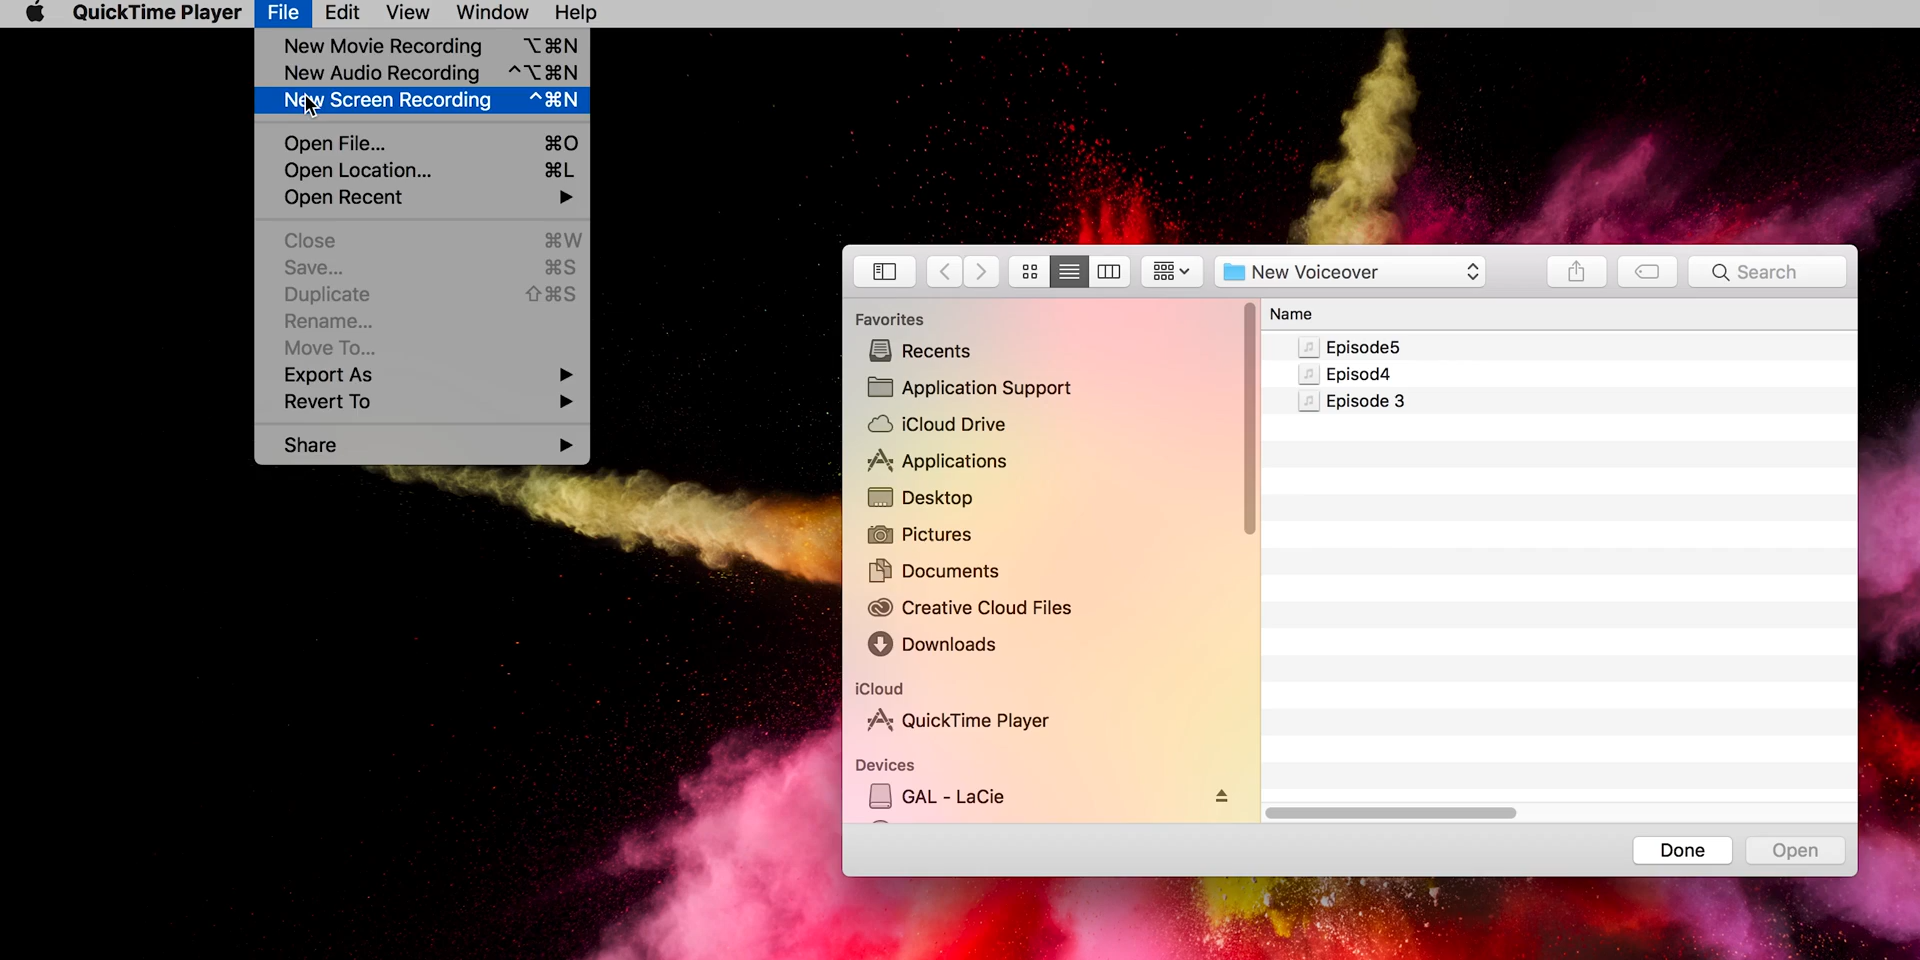 QuickTime Player File Edit View Window Help
New Movie Recording ⌥⌘N
New Audio Recording ^⌥⌘N
New Screen Recording ^⌘N
Open File... ⌘O
Open Location... ⌘L
Open Recent
Close ⌘W
Save... ⌘S
Duplicate ⇧⌘S
Rename...
Move To...
Export As
Revert To
Share
New Voiceover
Search
Favorites
Recents
Application Support
iCloud Drive
Applications
Desktop
Pictures
Documents
Creative Cloud Files
Downloads
iCloud
QuickTime Player
Devices
GAL - LaCie
Name
Episode5
Episod4
Episode 3
Done Open